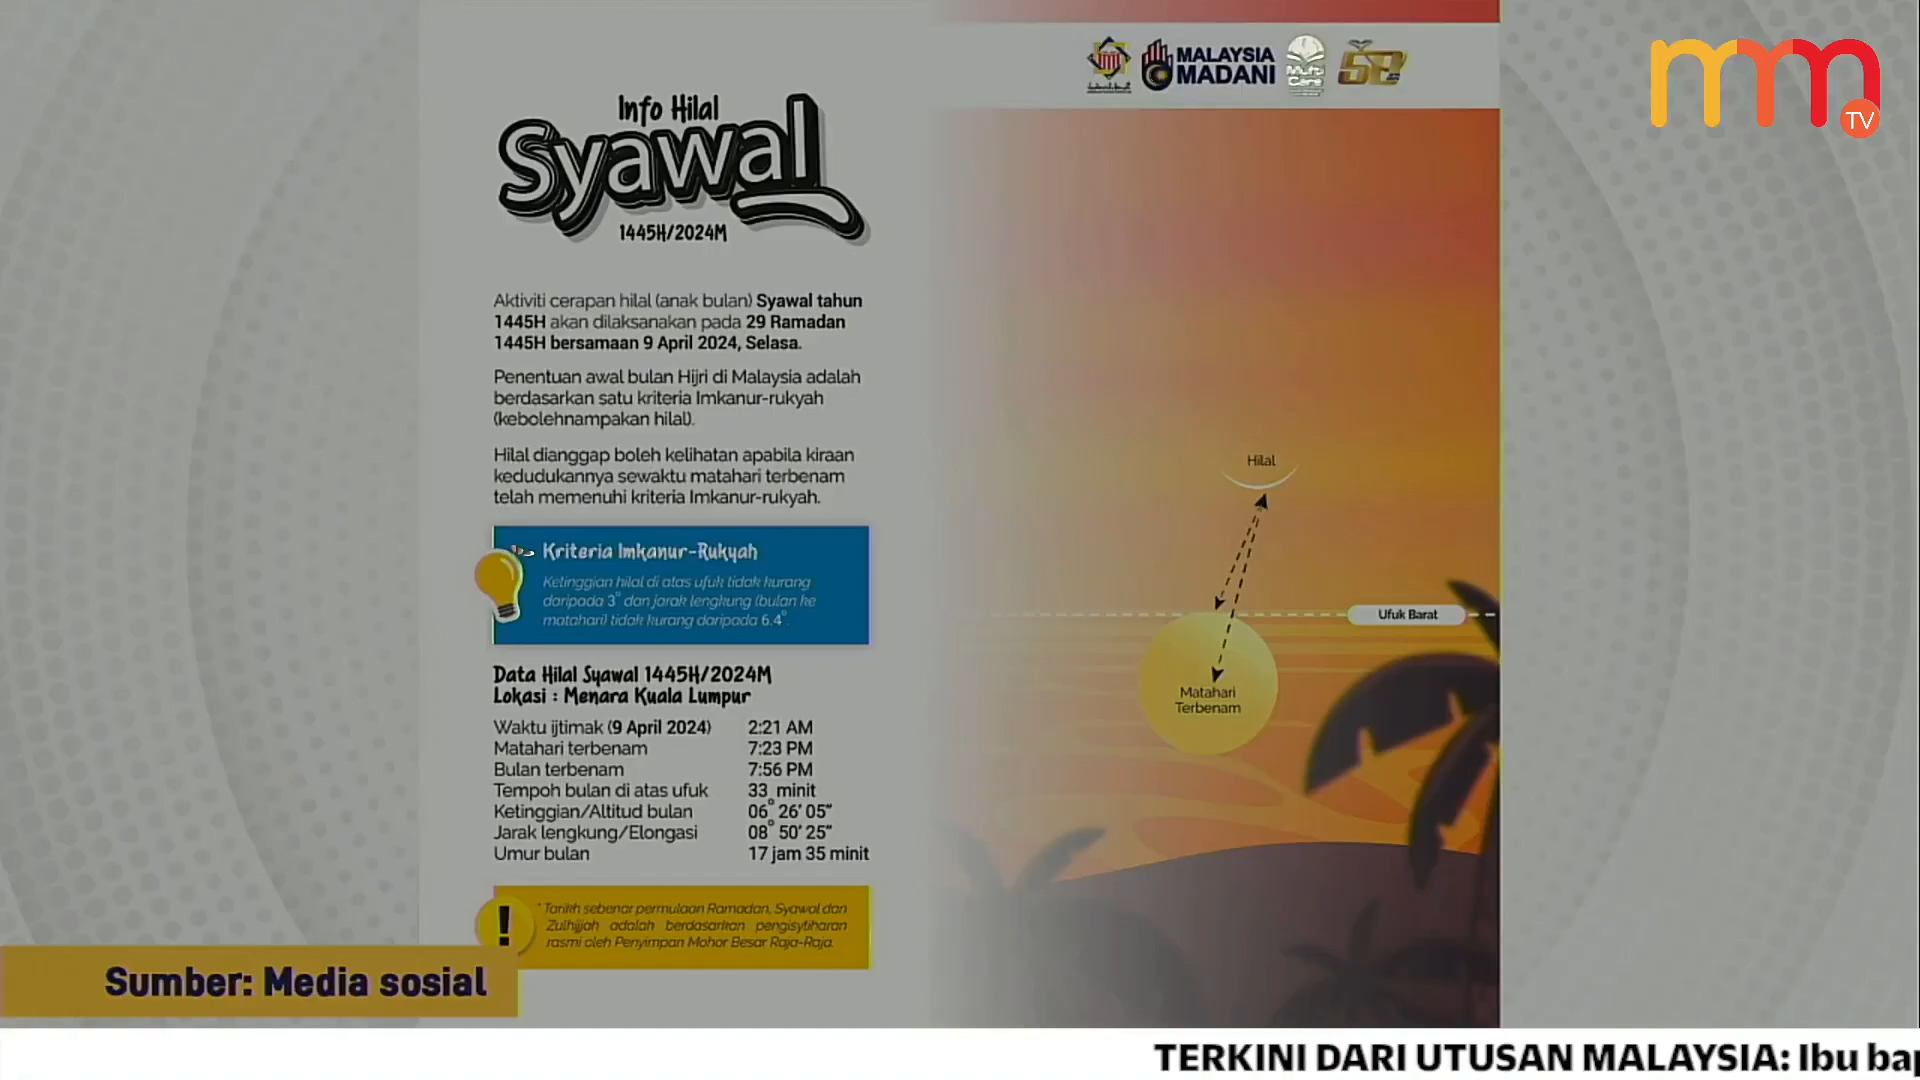 MALAYSIA
MADANI
mm
TV
Info Hilal
Syawal
1445H/2024M
Aktiviti cerapan hilal (anak bulan) Syawal tahun
1445H akan dilaksanakan pada 29 Ramadan
1445H bersamaan 9 April 2024, Selasa.
Penentuan awal bulan Hijri di Malaysia adalah
berdasarkan satu kriteria Imkanur-rukyah
(kebolehnampakan hilal).
Hilal dianggap boleh kelihatan apabila kiraan
kedudukannya sewaktu matahari terbenam
telah memenuhi kriteria Imkanur-rukyah.
Kriteria Imkanur-Rukyah
Ketinggian hilal di atas ufuk tidak kurang
daripada 3° dan jarak lengkung (bulan ke
matahari) tidak kurang daripada 6.4°.
Data Hilal Syawal 1445H/2024M
Lokasi : Menara Kuala Lumpur
Waktu ijtimak (9 April 2024) 2:21 AM
Matahari terbenam 7:23 PM
Bulan terbenam 7:56 PM
Tempoh bulan di atas ufuk 33 minit
Ketinggian/Altitud bulan 06° 26' 05"
Jarak lengkung/Elongasi 08° 50' 25"
Umur bulan 17 jam 35 minit
* Tarikh sebenar permulaan Ramadan, Syawal dan
Zulhijjah adalah berdasarkan pengisytiharan
rasmi oleh Penyimpan Mohor Besar Raja-Raja.
Hilal
Ufuk Barat
Matahari
Terbenam
Sumber: Media sosial
TERKINI DARI UTUSAN MALAYSIA: Ibu bap